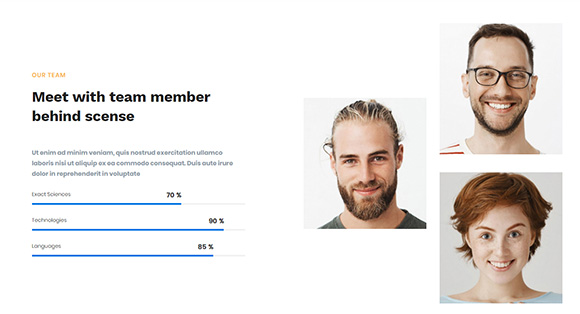 OUR TEAM
Meet with team member
behind scense
Ut enim ad minim veniam, quis nostrud exercitation ullamco
laboris nisi ut aliquip ex ea commodo consequat. Duis aute irure
dolor in reprehenderit in voluptate
Exact Sciences 70 %
Technologies 90 %
Languages 85 %